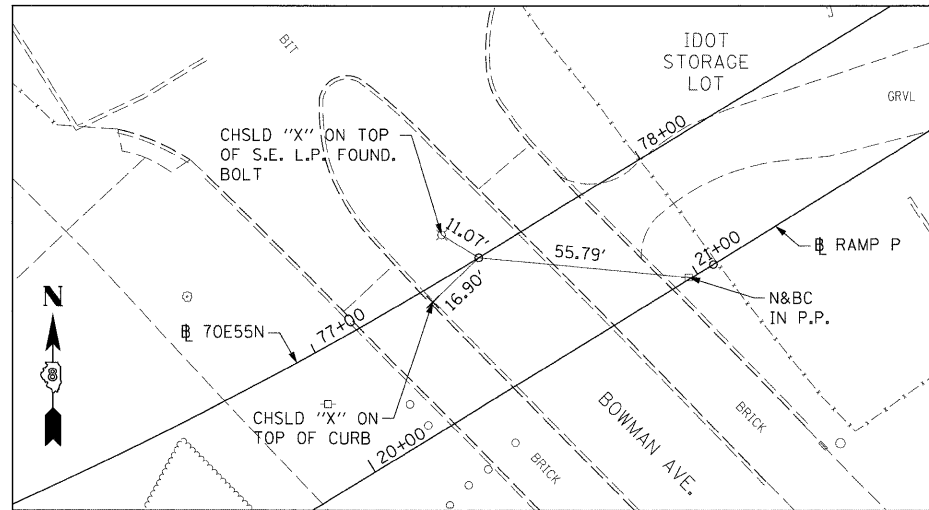 IDOT
STORAGE
LOT
BIT
GRVL
CHSLD "X" ON TOP
OF S.E. L.P. FOUND.
BOLT
78+00
11.07'
55.79'
21+00
℄ RAMP P
16.90'
N&BC
IN P.P.
N
8
℄ 70E55N
77+00
CHSLD "X" ON
TOP OF CURB
20+00
BOWMAN AVE.
BRICK
BRICK